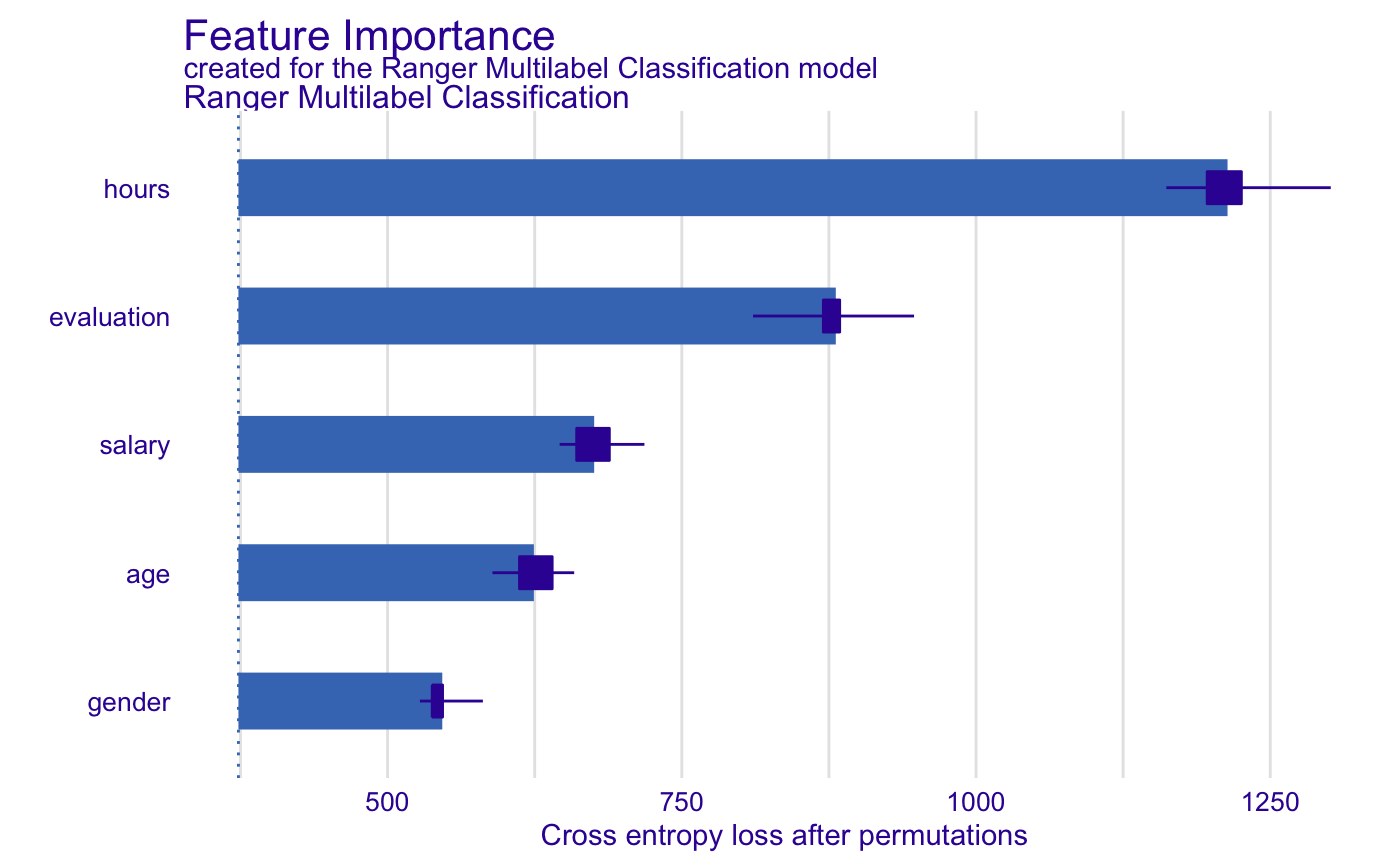 Feature Importance
created for the Ranger Multilabel Classification model
Ranger Multilabel Classification
hours
evaluation
salary
age
gender
500 750 1000 1250
Cross entropy loss after permutations